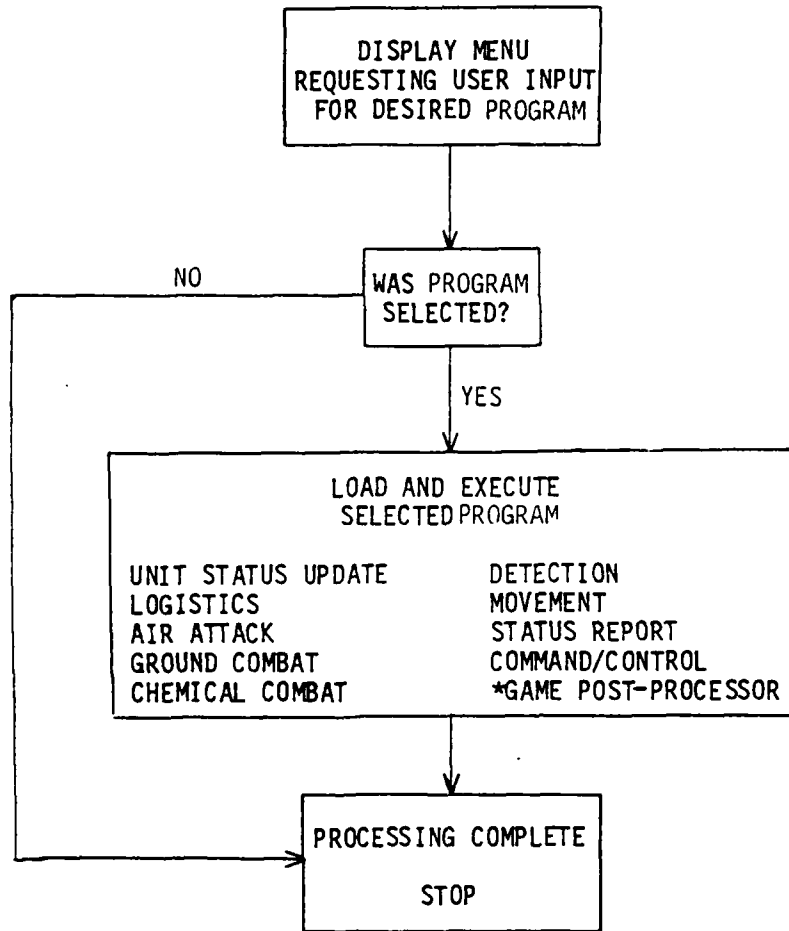 DISPLAY MENU
REQUESTING USER INPUT
FOR DESIRED PROGRAM
NO
WAS PROGRAM
SELECTED?
YES
LOAD AND EXECUTE
SELECTED PROGRAM
UNIT STATUS UPDATE
LOGISTICS
AIR ATTACK
GROUND COMBAT
CHEMICAL COMBAT
DETECTION
MOVEMENT
STATUS REPORT
COMMAND/CONTROL
*GAME POST-PROCESSOR
PROCESSING COMPLETE
STOP